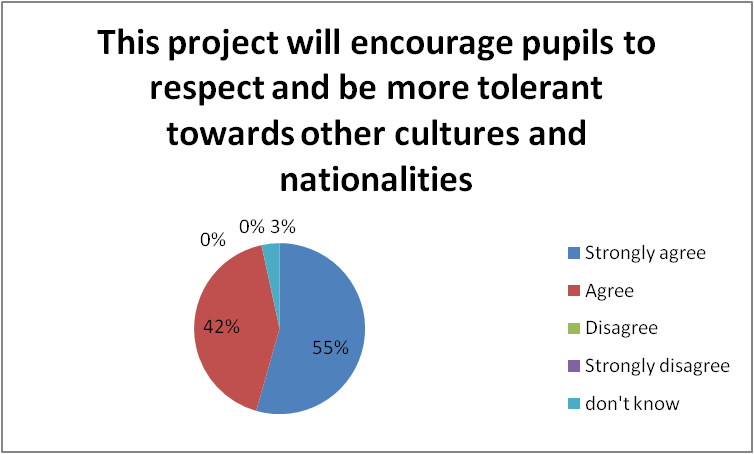 This project will encourage pupils to
respect and be more tolerant
towards other cultures and
nationalities
0%
0% 3%
42%
55%
Strongly agree
Agree
Disagree
Strongly disagree
don't know